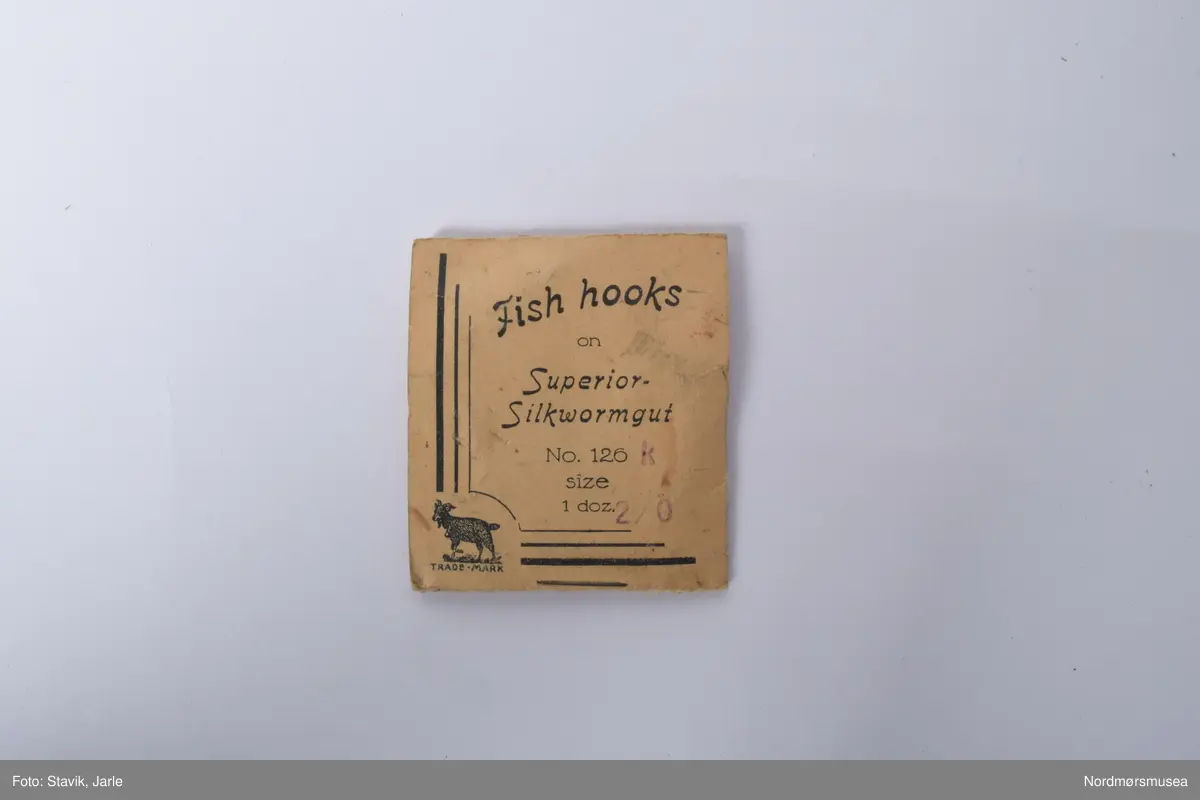 Fish hooks
on
Superior-
Silkwormgut
No. 126 K
size
1 doz. 2/0
TRADE-MARK
Foto: Stavik, Jarle
Nordmørsmusea